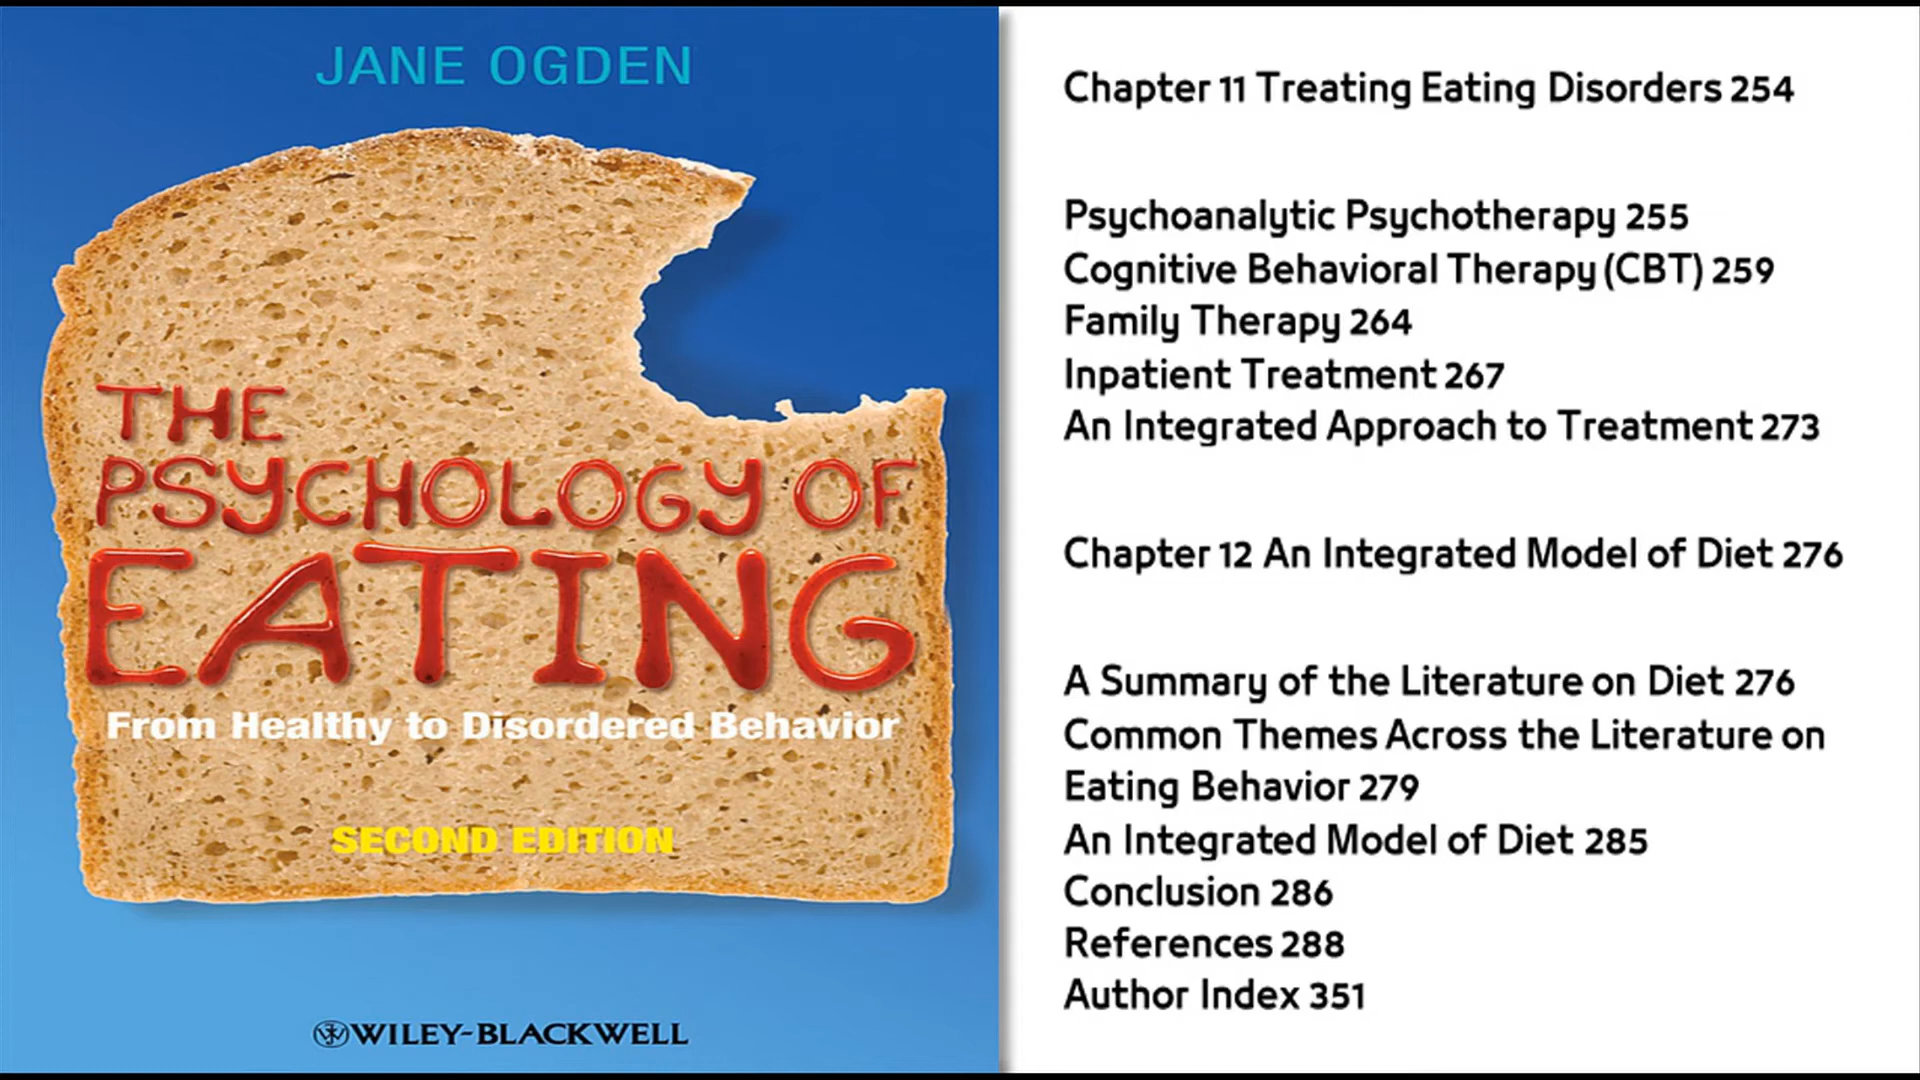 JANE OGDEN
THE
PSYCHOLOGY OF
EATING
From Healthy to Disordered Behavior
SECOND EDITION
WILEY-BLACKWELL
Chapter 11 Treating Eating Disorders 254
Psychoanalytic Psychotherapy 255
Cognitive Behavioral Therapy (CBT) 259
Family Therapy 264
Inpatient Treatment 267
An Integrated Approach to Treatment 273
Chapter 12 An Integrated Model of Diet 276
A Summary of the Literature on Diet 276
Common Themes Across the Literature on
Eating Behavior 279
An Integrated Model of Diet 285
Conclusion 286
References 288
Author Index 351